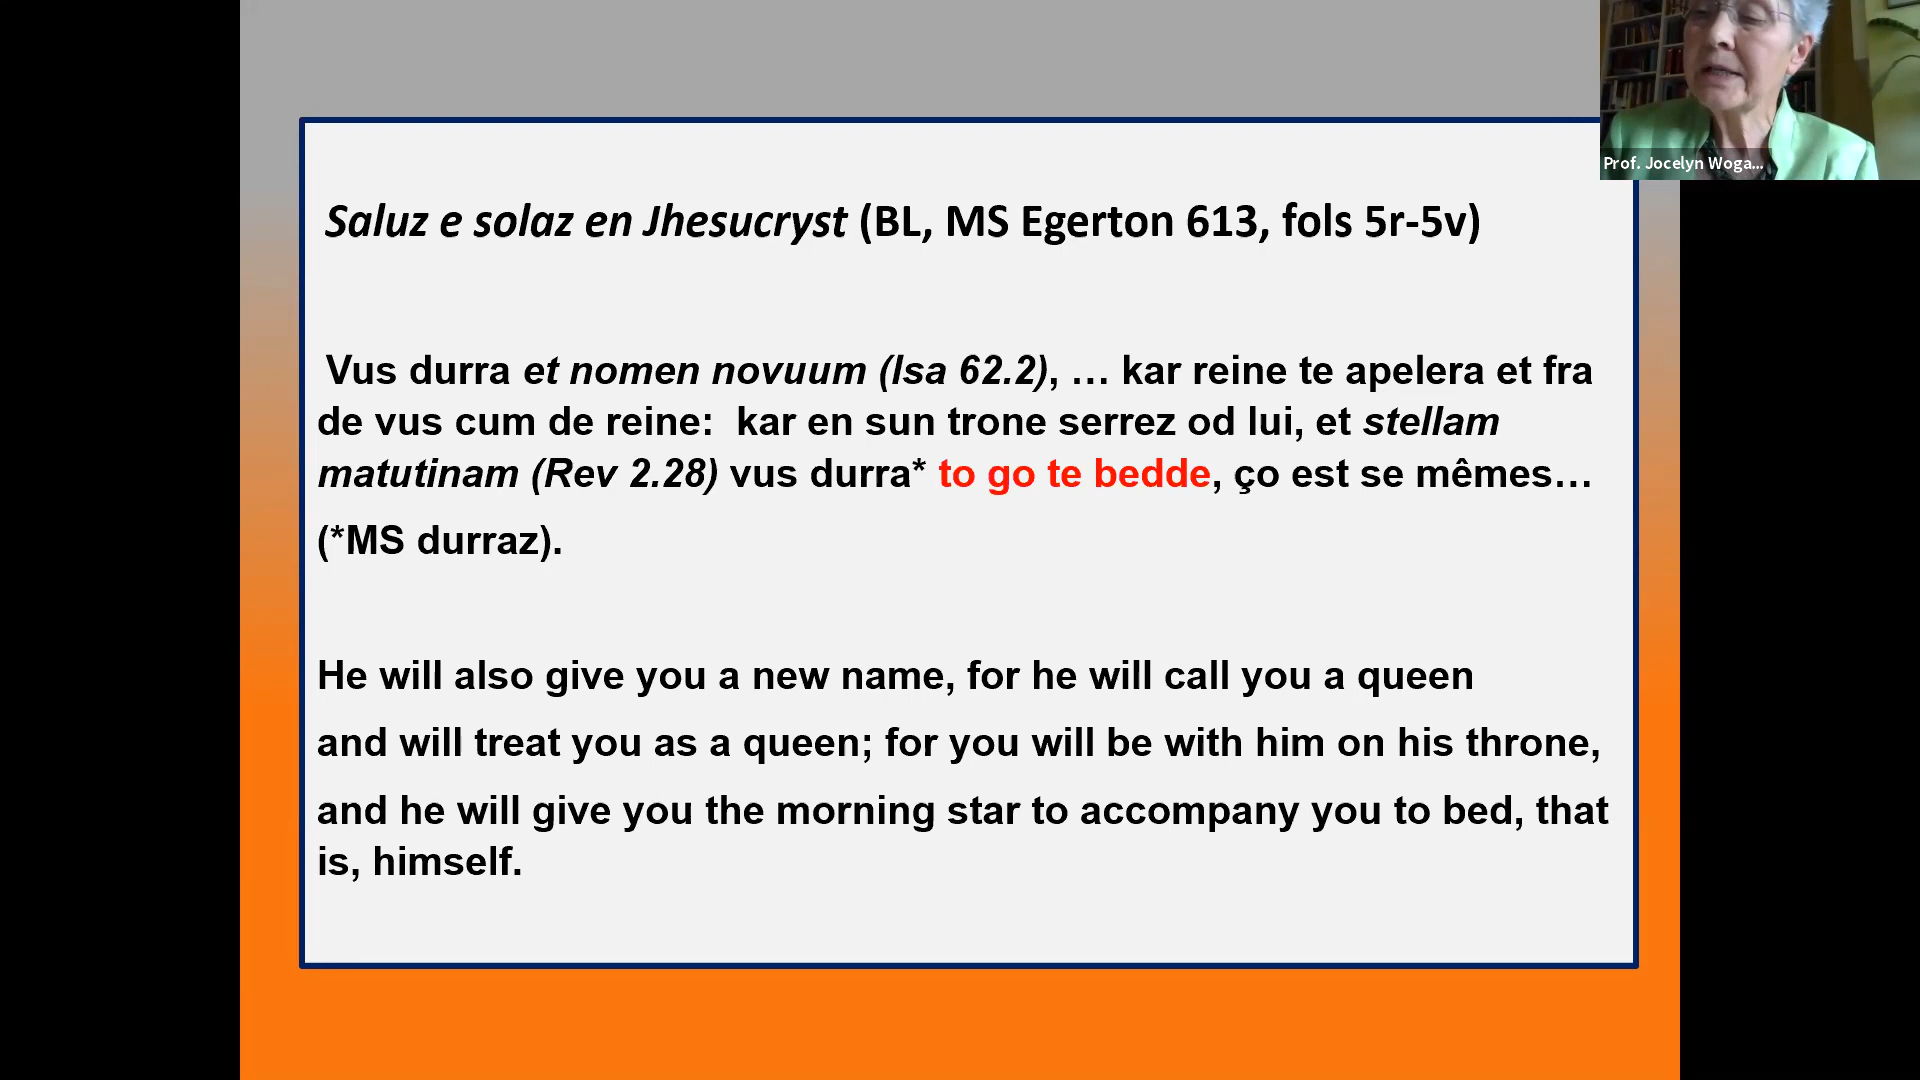 Prof. Jocelyn Woga...
Saluz e solaz en Jhesucryst (BL, MS Egerton 613, fols 5r-5v)
Vus durra et nomen novuum (Isa 62.2), … kar reine te apelera et fra
de vus cum de reine: kar en sun trone serrez od lui, et stellam
matutinam (Rev 2.28) vus durra* to go te bedde, ço est se mêmes…
(*MS durraz).
He will also give you a new name, for he will call you a queen
and will treat you as a queen; for you will be with him on his throne,
and he will give you the morning star to accompany you to bed, that
is, himself.